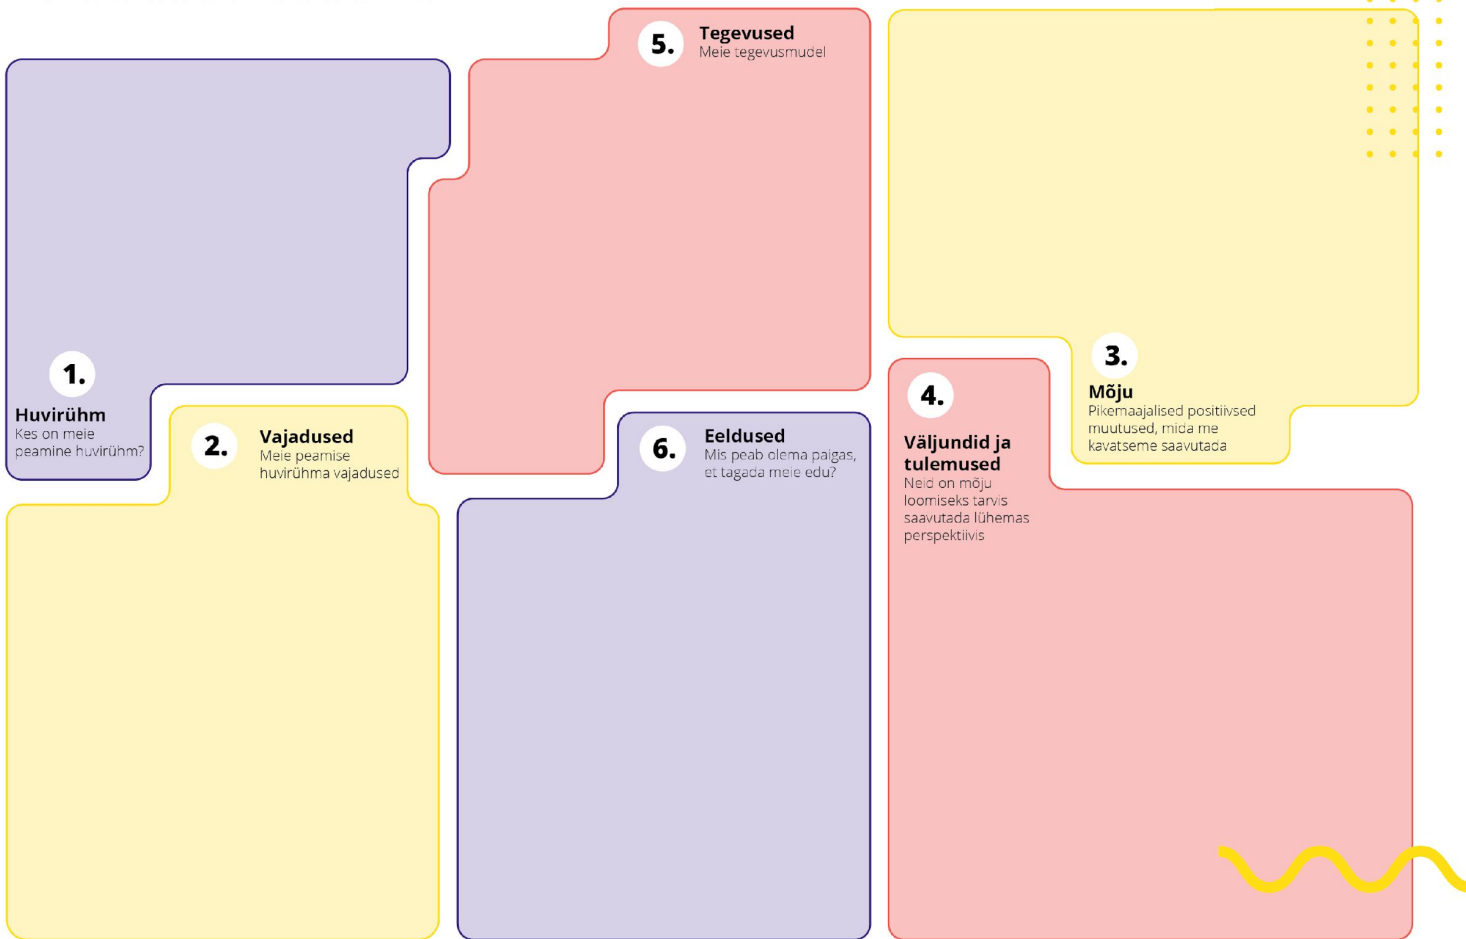 1.
Huvirühm
Kes on meie
peamine huvirühm?
2.
Vajadused
Meie peamise
huvirühma vajadused
3.
Mõju
Pikemaajalised positiivsed
muutused, mida me
kavatseme saavutada
4.
Väljundid ja
tulemused
Neid on mõju
loomiseks tarvis
saavutada lühemas
perspektiivis
5.
Tegevused
Meie tegevusmudel
6.
Eeldused
Mis peab olema paigas,
et tagada meie edu?